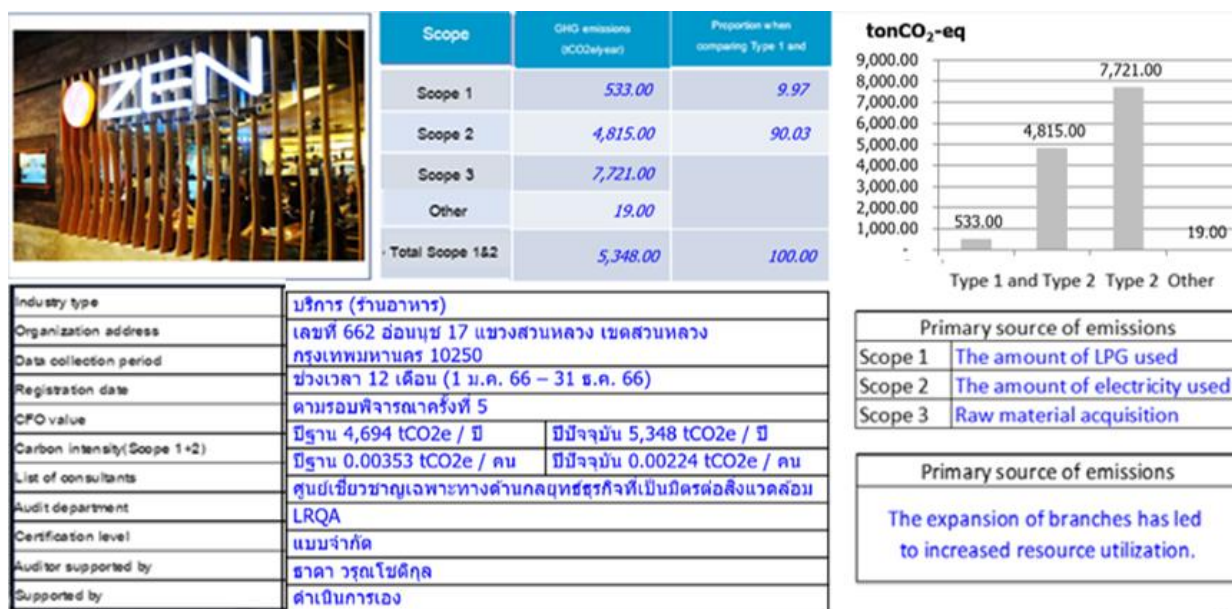 ZEN
Scope
GHG emissions
(tCO2e/year)
Proportion when
comparing Type 1 and
Scope 1
533.00
9.97
Scope 2
4,815.00
90.03
Scope 3
7,721.00
Other
19.00
Total Scope 1&2
5,348.00
100.00
tonCO₂-eq
9,000.00
8,000.00
7,000.00
6,000.00
5,000.00
4,000.00
3,000.00
2,000.00
1,000.00
-
533.00
4,815.00
7,721.00
19.00
Type 1 and Type 2 Type 2 Other
Industry type
Organization address
Data collection period
Registration date
CFO value
Carbon intensity(Scope 1+2)
List of consultants
Audit department
Certification level
Auditor supported by
Supported by
บริการ (ร้านอาหาร)
เลขที่ 662 อ่อนนุช 17 แขวงสวนหลวง เขตสวนหลวง
กรุงเทพมหานคร 10250
ช่วงเวลา 12 เดือน (1 ม.ค. 66 – 31 ธ.ค. 66)
ตามรอบพิจารณาครั้งที่ 5
ปีฐาน 4,694 tCO2e / ปี
ปีปัจจุบัน 5,348 tCO2e / ปี
ปีฐาน 0.00353 tCO2e / คน
ปีปัจจุบัน 0.00224 tCO2e / คน
ศูนย์เชี่ยวชาญเฉพาะทางด้านกลยุทธ์ธุรกิจที่เป็นมิตรต่อสิ่งแวดล้อม
LRQA
แบบจำกัด
ธาดา วรุณโชติกุล
ดำเนินการเอง
Primary source of emissions
Scope 1 The amount of LPG used
Scope 2 The amount of electricity used
Scope 3 Raw material acquisition
Primary source of emissions
The expansion of branches has led
to increased resource utilization.